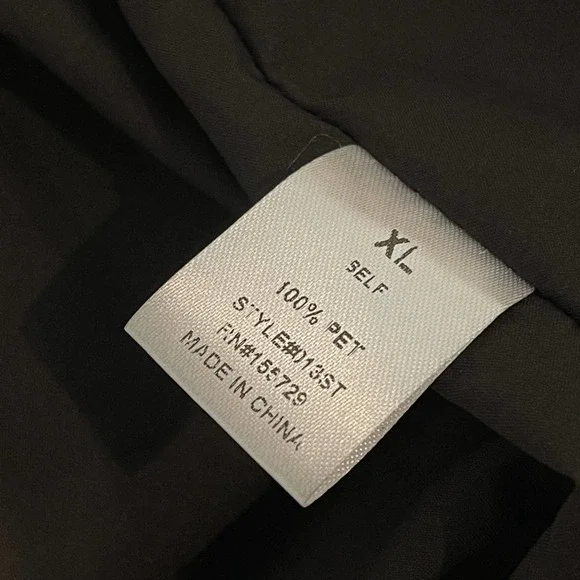 XL
SELF
100% PET
STYLE#013ST
RN#155729
MADE IN CHINA